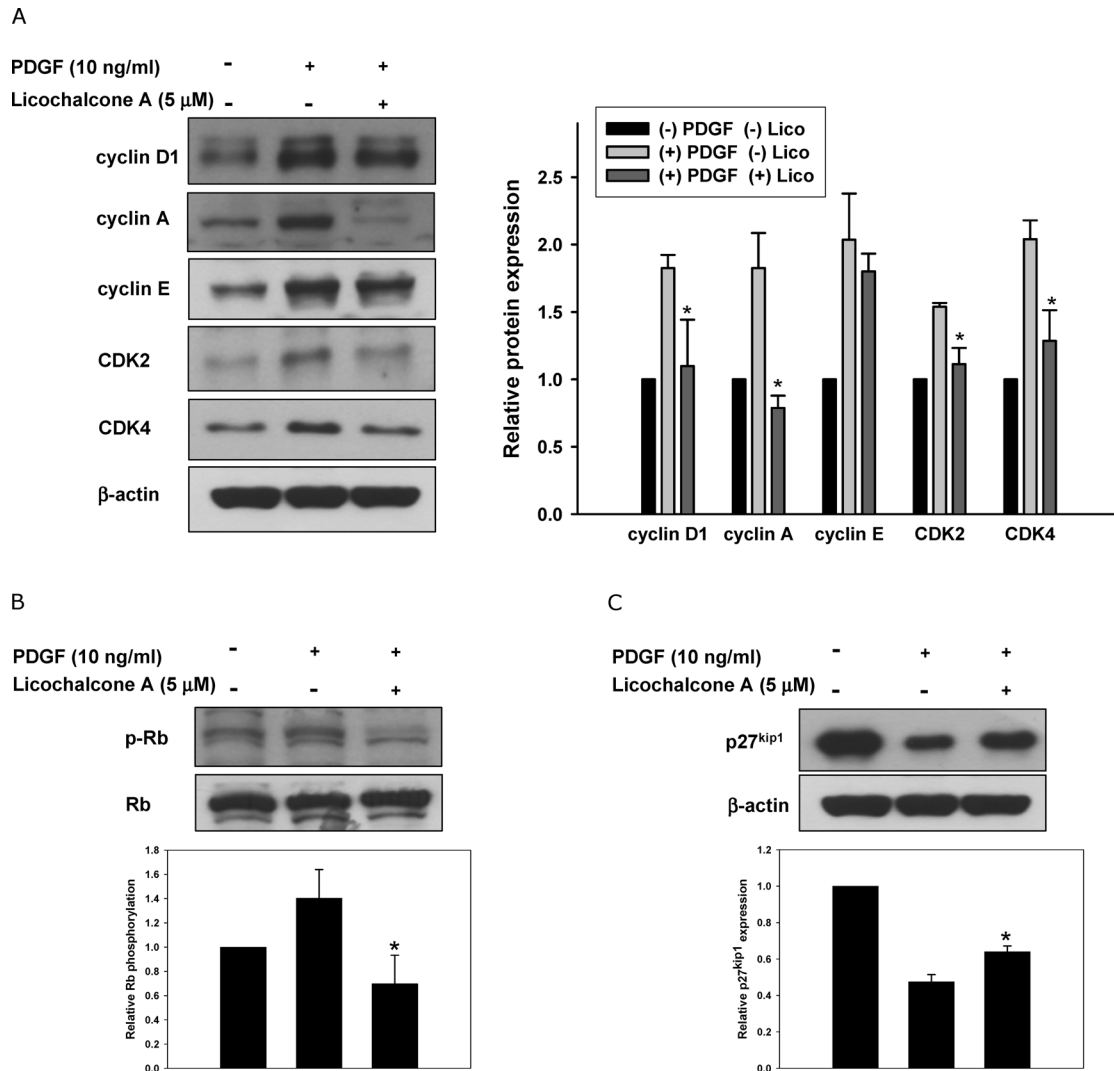 A
PDGF (10 ng/ml) - + +
Licochalcone A (5 μM) - - +
cyclin D1
cyclin A
cyclin E
CDK2
CDK4
β-actin
(-) PDGF (-) Lico
(+) PDGF (-) Lico
(+) PDGF (+) Lico
Relative protein expression
2.5
2.0
1.5
1.0
0.5
0.0
* * * *
cyclin D1 cyclin A cyclin E CDK2 CDK4
B
PDGF (10 ng/ml) - + +
Licochalcone A (5 μM) - - +
p-Rb
Rb
Relative Rb phosphorylation
1.8
1.6
1.4
1.2
1.0
0.8
0.6
0.4
0.2
0.0
*
C
PDGF (10 ng/ml) - + +
Licochalcone A (5 μM) - - +
p27kip1
β-actin
Relative p27kip1 expression
1.2
1.0
0.8
0.6
0.4
0.2
0.0
*